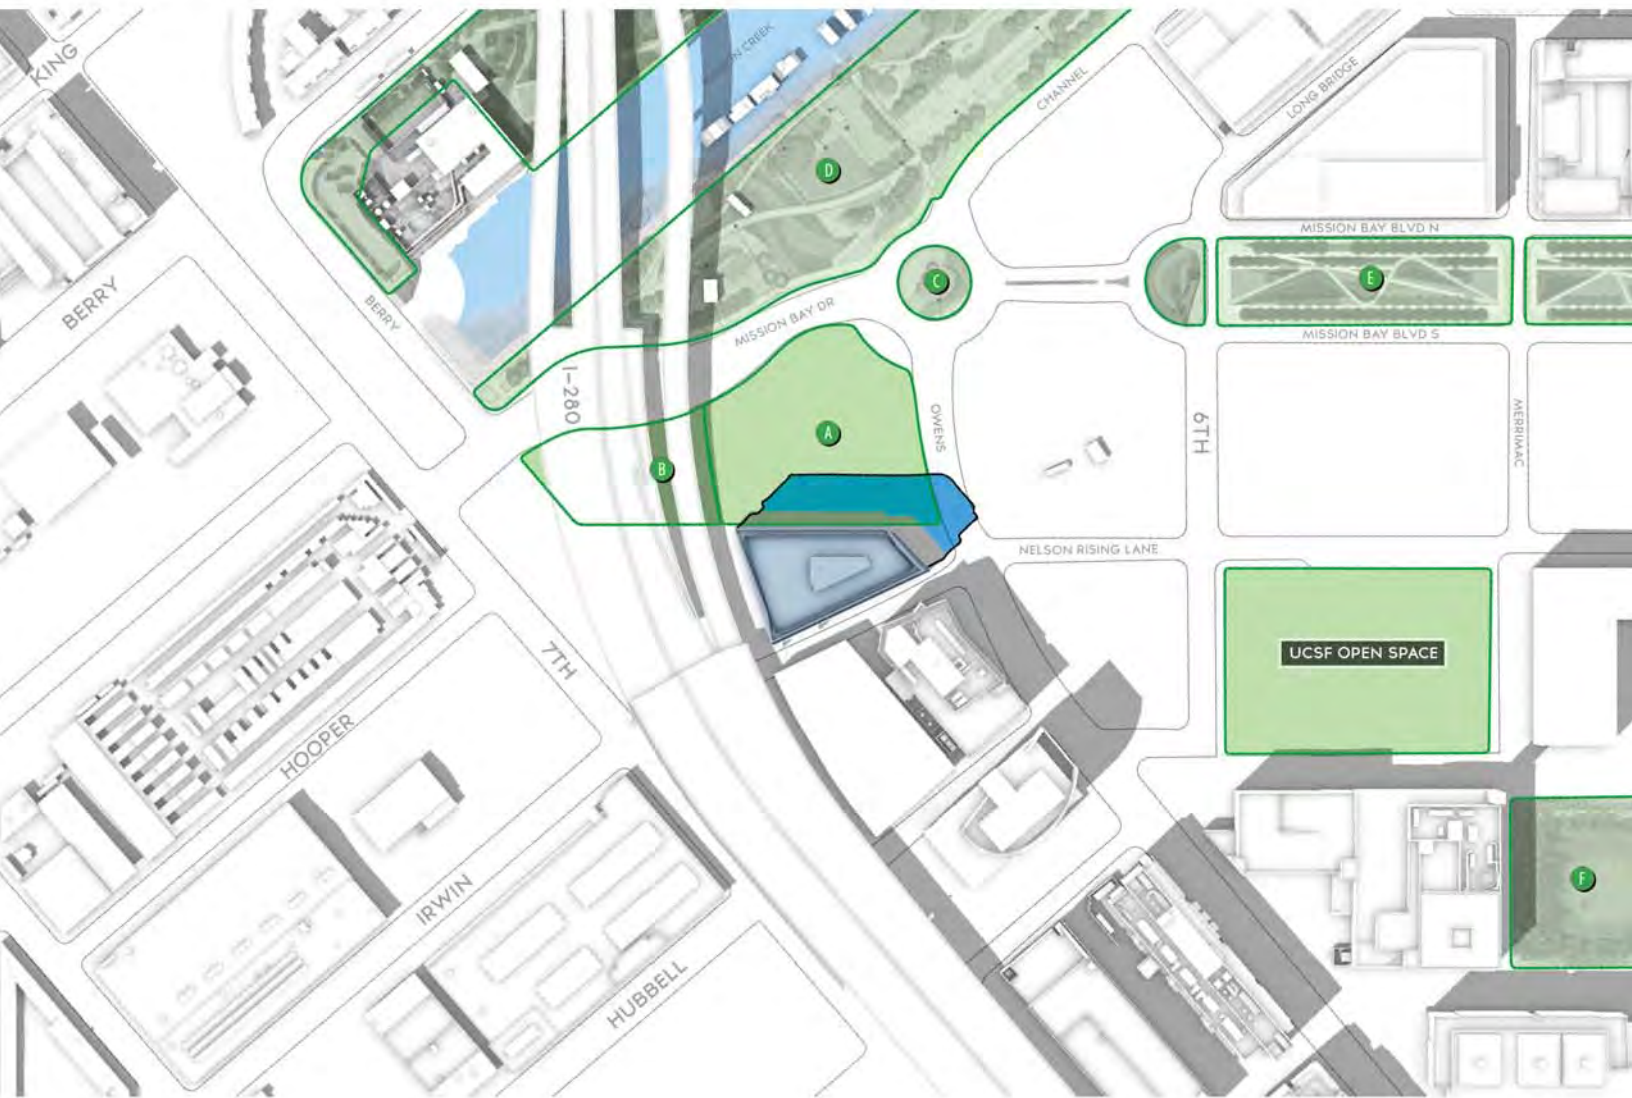 KING
N CREEK
CHANNEL
LONG BRIDGE
D
MISSION BAY BLVD N
BERRY
BERRY
C
E
MISSION BAY DR
MISSION BAY BLVD S
I-280
A
OWENS
6TH
MERRIMAC
B
NELSON RISING LANE
7TH
UCSF OPEN SPACE
HOOPER
IRWIN
F
HUBBELL